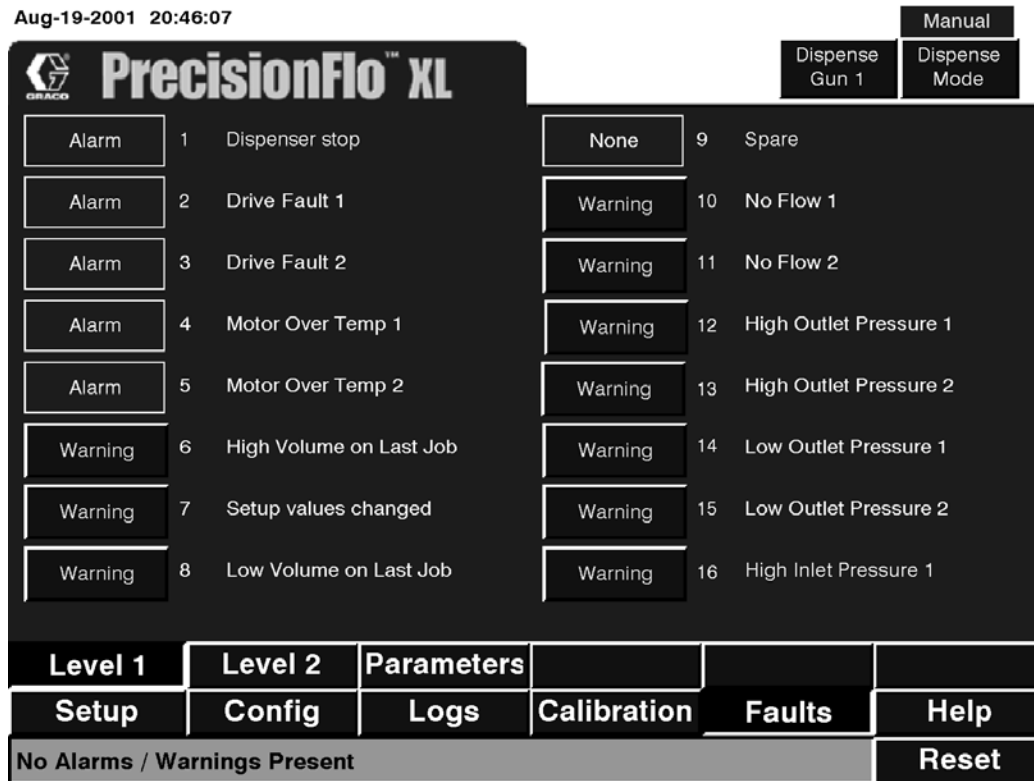 Aug-19-2001 20:46:07
Manual
Dispense Gun 1
Dispense Mode
GRACO
PrecisionFlo™ XL
Alarm 1 Dispenser stop
Alarm 2 Drive Fault 1
Alarm 3 Drive Fault 2
Alarm 4 Motor Over Temp 1
Alarm 5 Motor Over Temp 2
Warning 6 High Volume on Last Job
Warning 7 Setup values changed
Warning 8 Low Volume on Last Job
None 9 Spare
Warning 10 No Flow 1
Warning 11 No Flow 2
Warning 12 High Outlet Pressure 1
Warning 13 High Outlet Pressure 2
Warning 14 Low Outlet Pressure 1
Warning 15 Low Outlet Pressure 2
Warning 16 High Inlet Pressure 1
Level 1 Level 2 Parameters
Setup Config Logs Calibration Faults Help
No Alarms / Warnings Present Reset